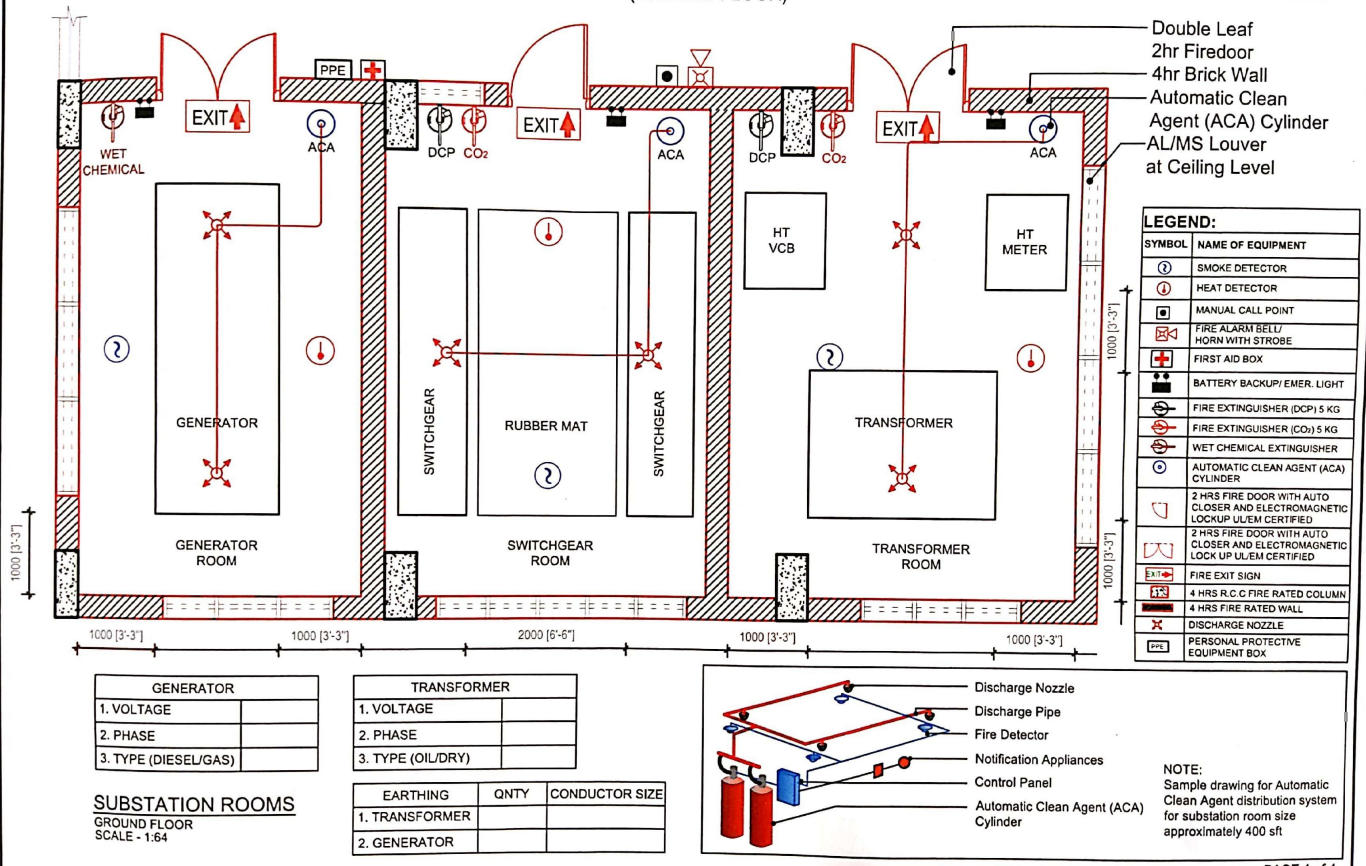 Double Leaf
2hr Firedoor
4hr Brick Wall
Automatic Clean
Agent (ACA) Cylinder
AL/MS Louver
at Ceiling Level
PPE
EXIT
WET
CHEMICAL
ACA
EXIT
DCP
CO2
ACA
EXIT
DCP
CO2
ACA
HT
VCB
HT
METER
GENERATOR
SWITCHGEAR
RUBBER MAT
SWITCHGEAR
TRANSFORMER
GENERATOR
ROOM
SWITCHGEAR
ROOM
TRANSFORMER
ROOM
1000 [3'-3"]
1000 [3'-3"]
1000 [3'-3"]
1000 [3'-3"]
1000 [3'-3"]
2000 [6'-6"]
1000 [3'-3"]
1000 [3'-3"]
LEGEND:
SYMBOL NAME OF EQUIPMENT
SMOKE DETECTOR
HEAT DETECTOR
MANUAL CALL POINT
FIRE ALARM BELL/
HORN WITH STROBE
FIRST AID BOX
BATTERY BACKUP/ EMER. LIGHT
FIRE EXTINGUISHER (DCP) 5 KG
FIRE EXTINGUISHER (CO2) 5 KG
WET CHEMICAL EXTINGUISHER
AUTOMATIC CLEAN AGENT (ACA)
CYLINDER
2 HRS FIRE DOOR WITH AUTO
CLOSER AND ELECTROMAGNETIC
LOCKUP UL/EM CERTIFIED
2 HRS FIRE DOOR WITH AUTO
CLOSER AND ELECTROMAGNETIC
LOCK UP UL/EM CERTIFIED
EXIT FIRE EXIT SIGN
4 HRS R.C.C FIRE RATED COLUMN
4 HRS FIRE RATED WALL
DISCHARGE NOZZLE
PPE PERSONAL PROTECTIVE
EQUIPMENT BOX
GENERATOR
1. VOLTAGE
2. PHASE
3. TYPE (DIESEL/GAS)
TRANSFORMER
1. VOLTAGE
2. PHASE
3. TYPE (OIL/DRY)
EARTHING QNTY CONDUCTOR SIZE
1. TRANSFORMER
2. GENERATOR
SUBSTATION ROOMS
GROUND FLOOR
SCALE - 1:64
Discharge Nozzle
Discharge Pipe
Fire Detector
Notification Appliances
Control Panel
Automatic Clean Agent (ACA)
Cylinder
NOTE:
Sample drawing for Automatic
Clean Agent distribution system
for substation room size
approximately 400 sft